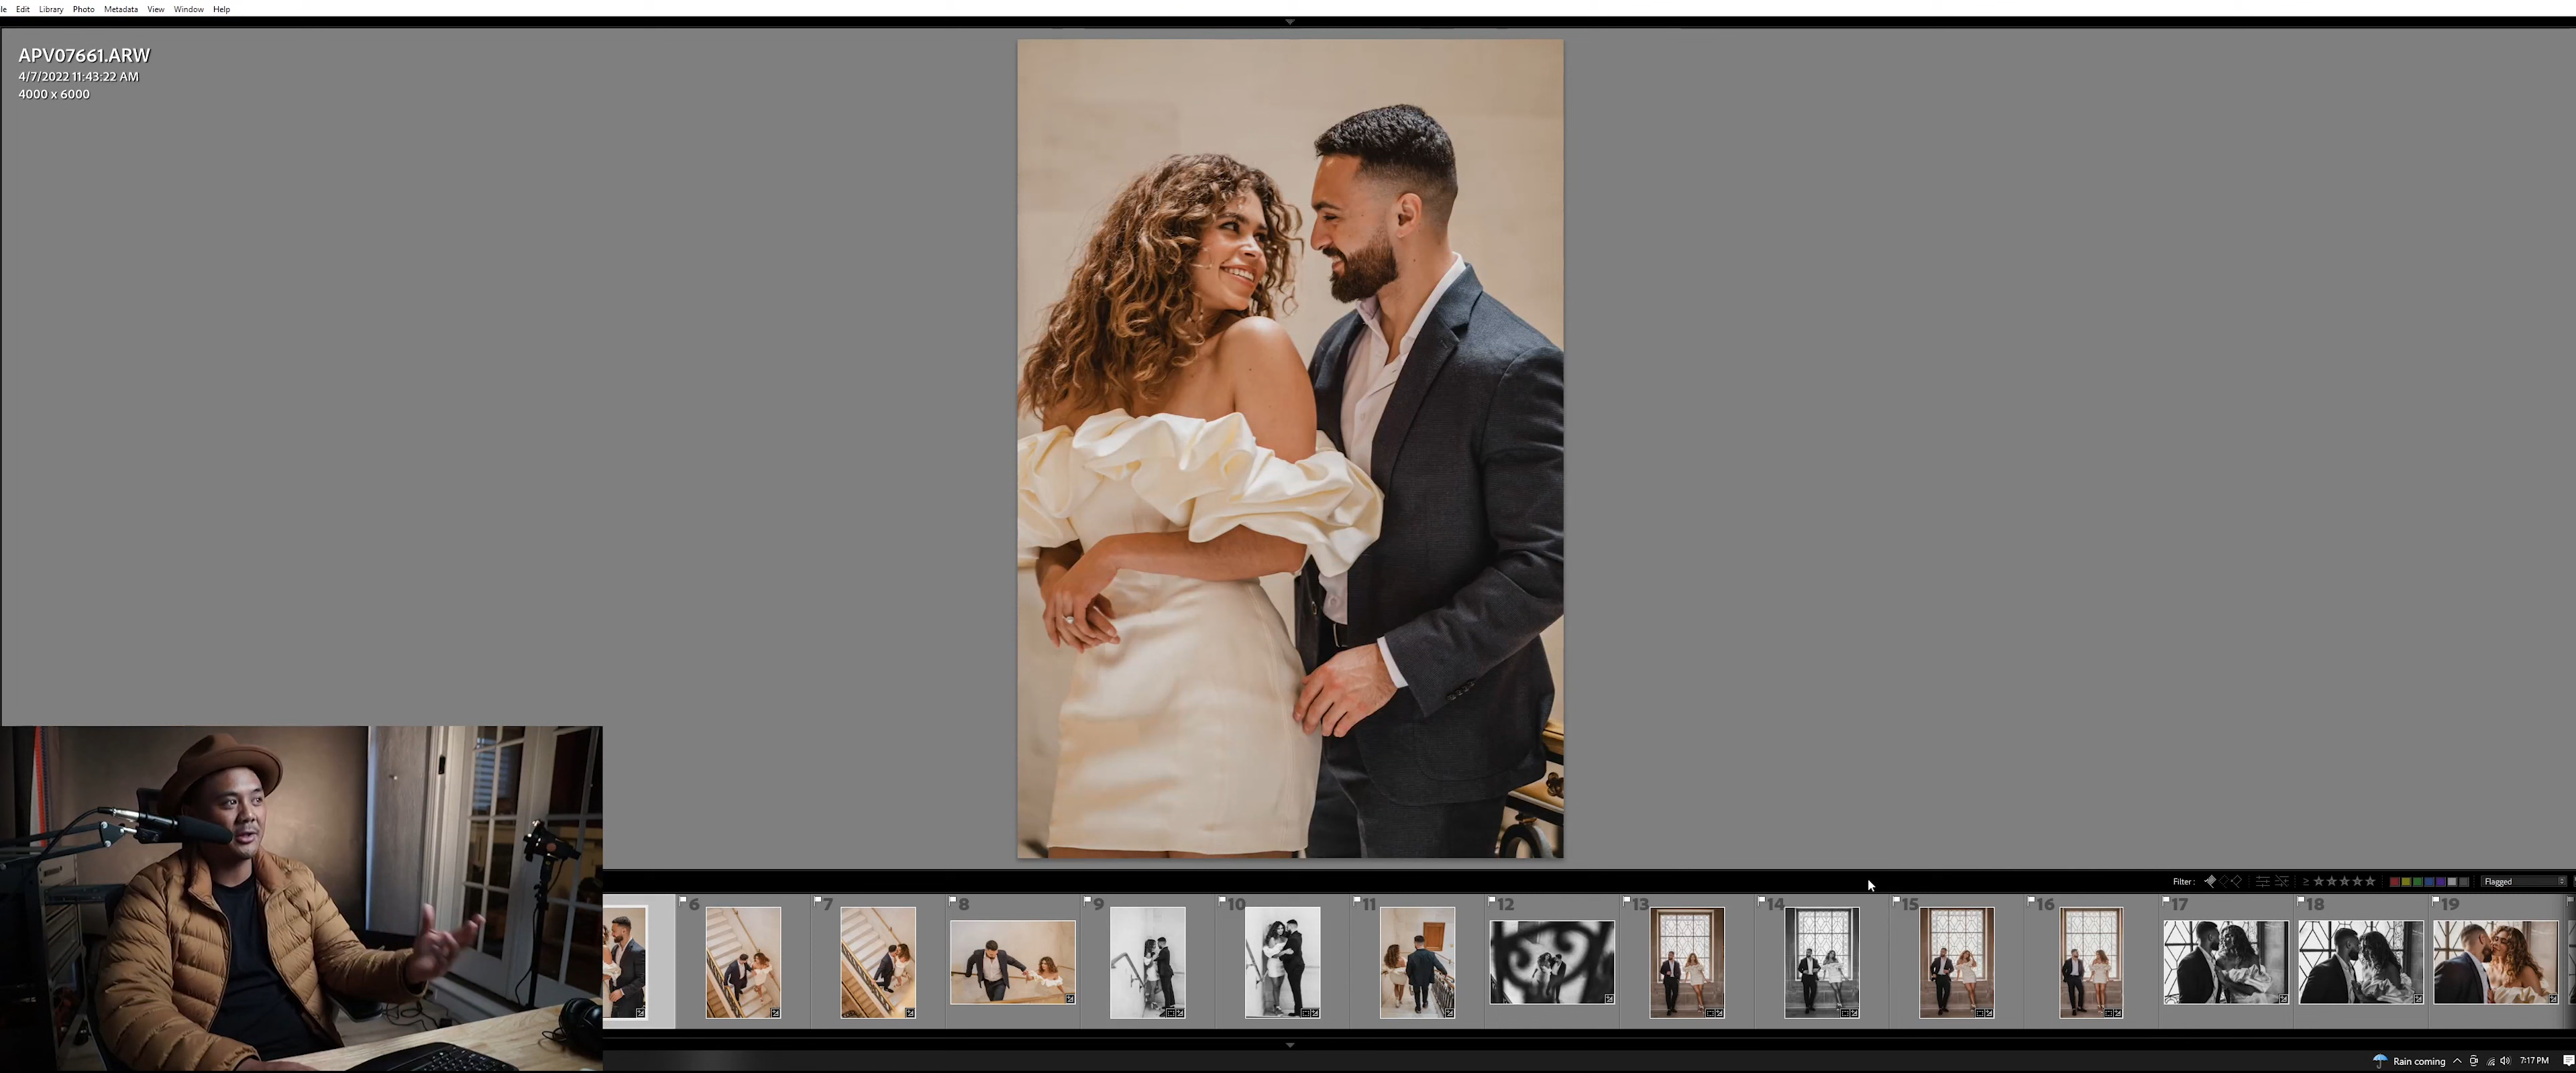 le Edit Library Photo Metadata View Window Help
APV07661.ARW
4/7/2022 11:43:22 AM
4000 x 6000
Filter : Flagged
6 7 8 9 10 11 12 13 14 15 16 17 18 19
Rain coming 7:17 PM